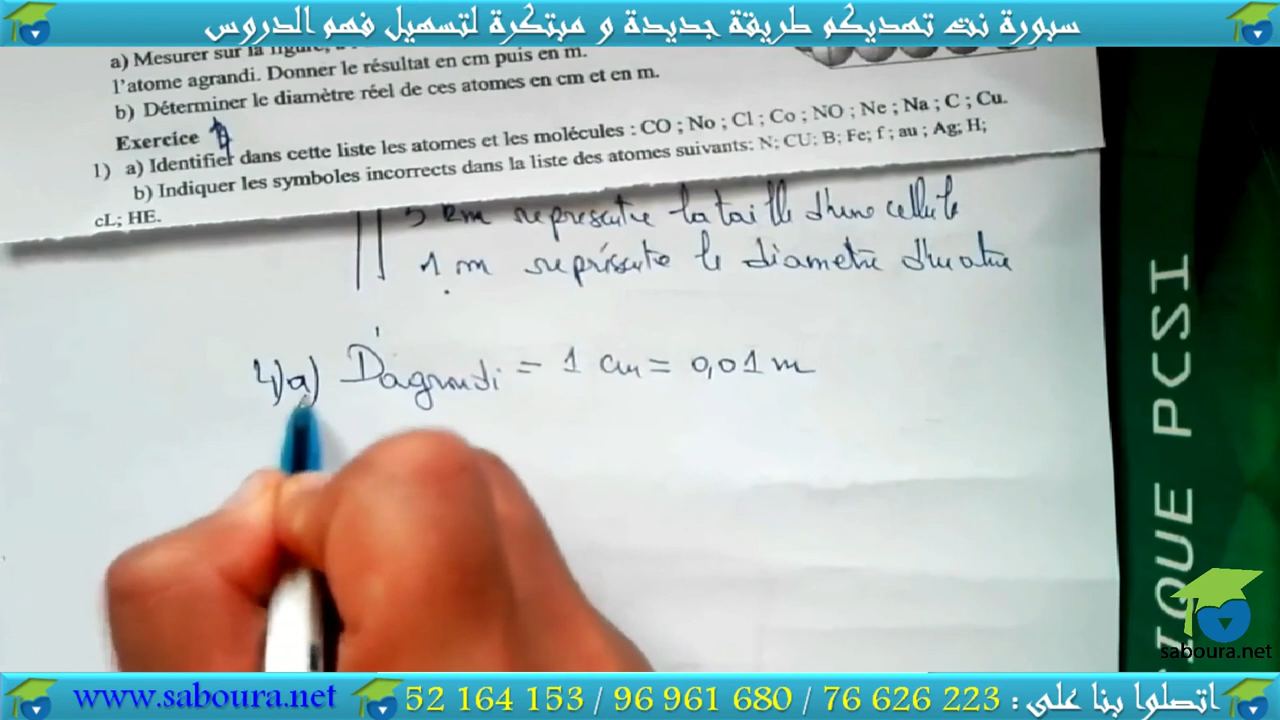 سبورة نت تهديكم طريقة جديدة و مبتكرة لتسهيل فهم الدروس
a) Mesurer sur la figure,
l'atome agrandi. Donner le résultat en cm puis en m.
b) Déterminer le diamètre réel de ces atomes en cm et en m.
Exercice
1) a) Identifier dans cette liste les atomes et les molécules : CO ; No ; Cl ; Co ; NO ; Ne ; Na ; C ; Cu.
b) Indiquer les symboles incorrects dans la liste des atomes suivants: N; CU; B; Fe; f ; au ; Ag; H;
cL; HE.
km represente la taille d'une cellule
1 m représente le diametre d'un atome
4) a) Dagrandi = 1 cm = 0,01 m
IQUE PCSI
saboura.net
www.saboura.net 52 164 153 / 96 961 680 / 76 626 223 : اتصلوا بنا على